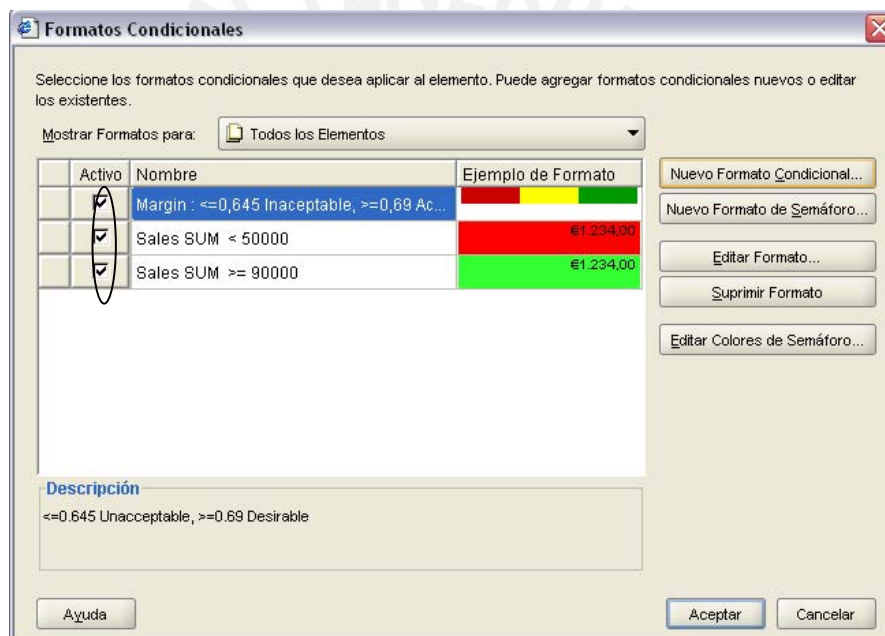 Formatos Condicionales
Seleccione los formatos condicionales que desea aplicar al elemento. Puede agregar formatos condicionales nuevos o editar
los existentes.
Mostrar Formatos para: Todos los Elementos
Activo Nombre Ejemplo de Formato
Margin : <=0,645 Inaceptable, >=0,69 Ac...
Sales SUM < 50000 €1.234,00
Sales SUM >= 90000 €1.234,00
Nuevo Formato Condicional...
Nuevo Formato de Semáforo...
Editar Formato...
Suprimir Formato
Editar Colores de Semáforo...
Descripción
<=0.645 Unacceptable, >=0.69 Desirable
Ayuda Aceptar Cancelar